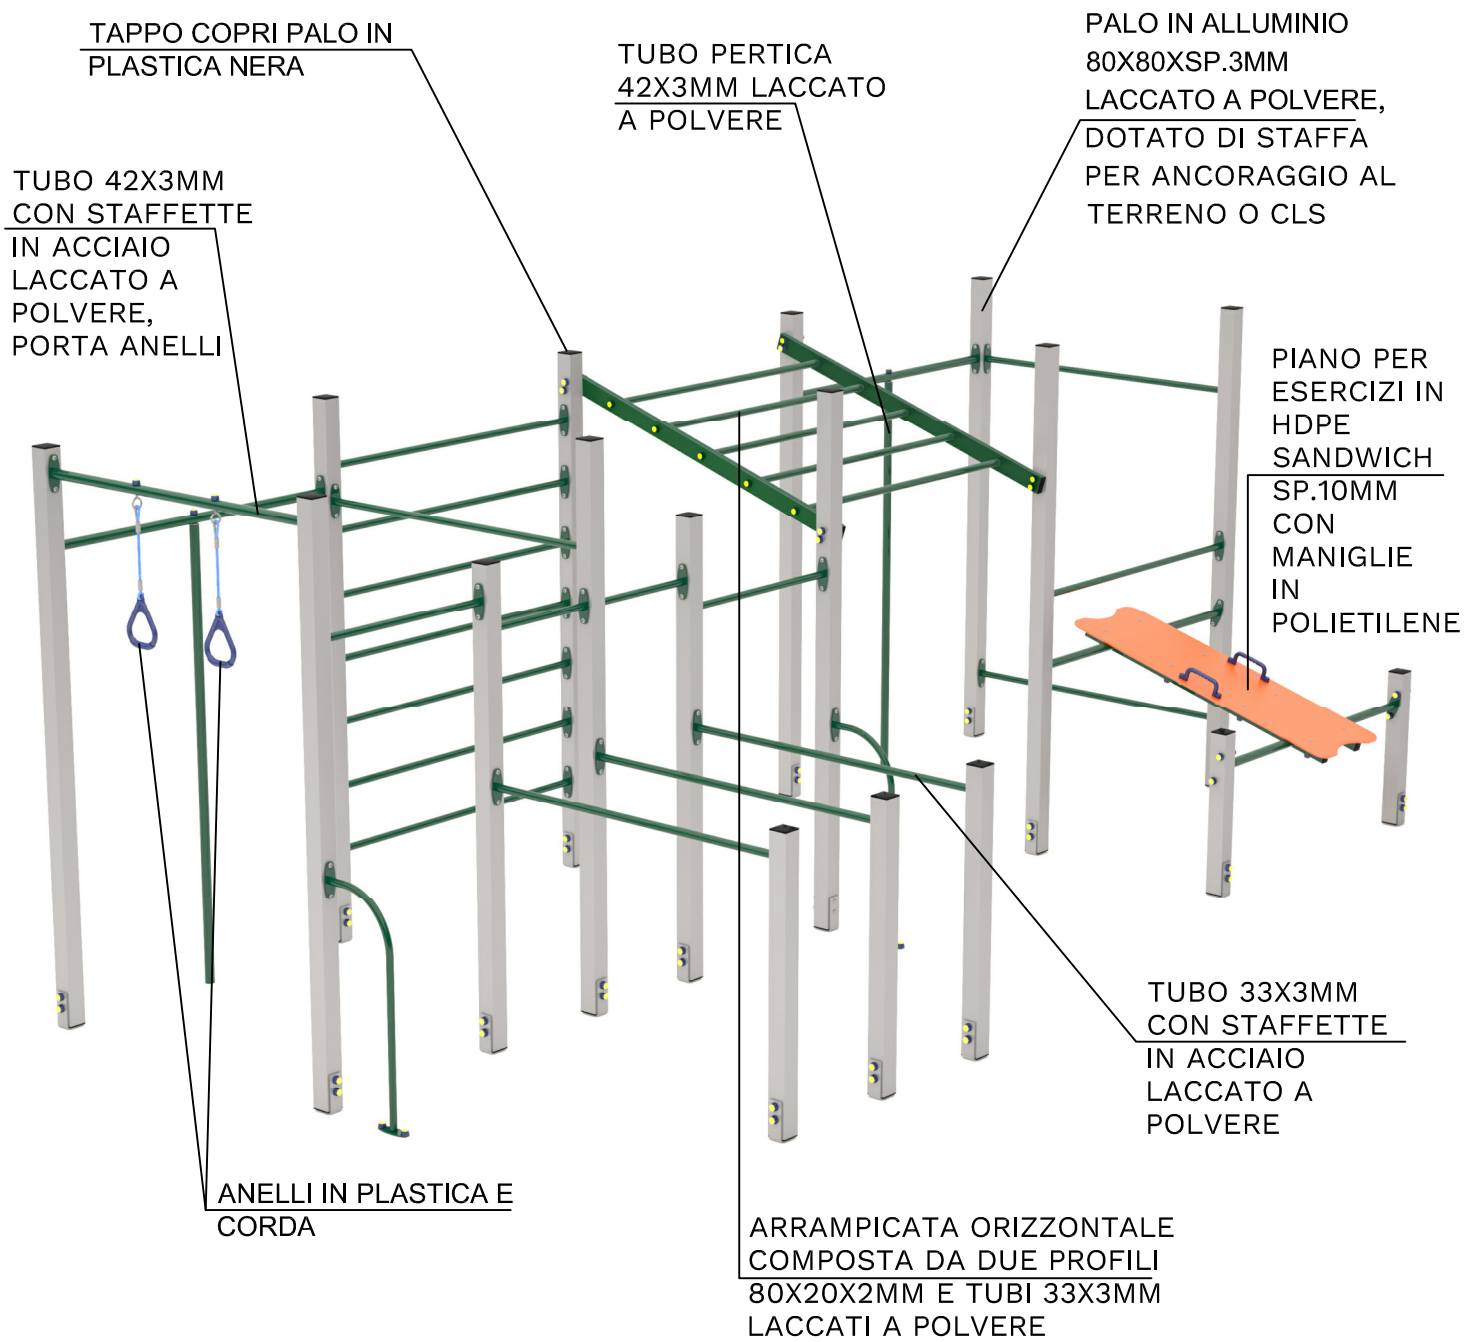 TAPPO COPRI PALO IN
PLASTICA NERA
TUBO PERTICA
42X3MM LACCATO
A POLVERE
PALO IN ALLUMINIO
80X80XSP.3MM
LACCATO A POLVERE,
DOTATO DI STAFFA
PER ANCORAGGIO AL
TERRENO O CLS
TUBO 42X3MM
CON STAFFETTE
IN ACCIAIO
LACCATO A
POLVERE,
PORTA ANELLI
PIANO PER
ESERCIZI IN
HDPE
SANDWICH
SP.10MM
CON
MANIGLIE
IN
POLIETILENE
TUBO 33X3MM
CON STAFFETTE
IN ACCIAIO
LACCATO A
POLVERE
ANELLI IN PLASTICA E
CORDA
ARRAMPICATA ORIZZONTALE
COMPOSTA DA DUE PROFILI
80X20X2MM E TUBI 33X3MM
LACCATI A POLVERE